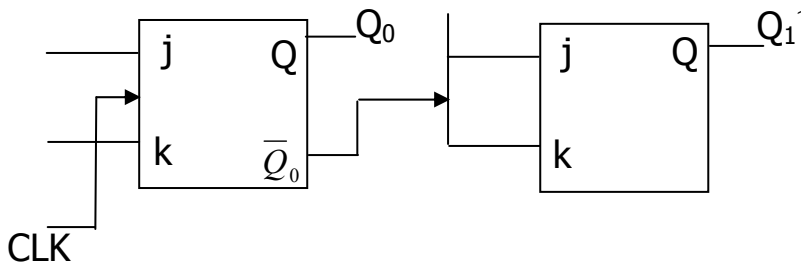 j Q Q₀
k Q̅₀
CLK
j Q Q₁
k